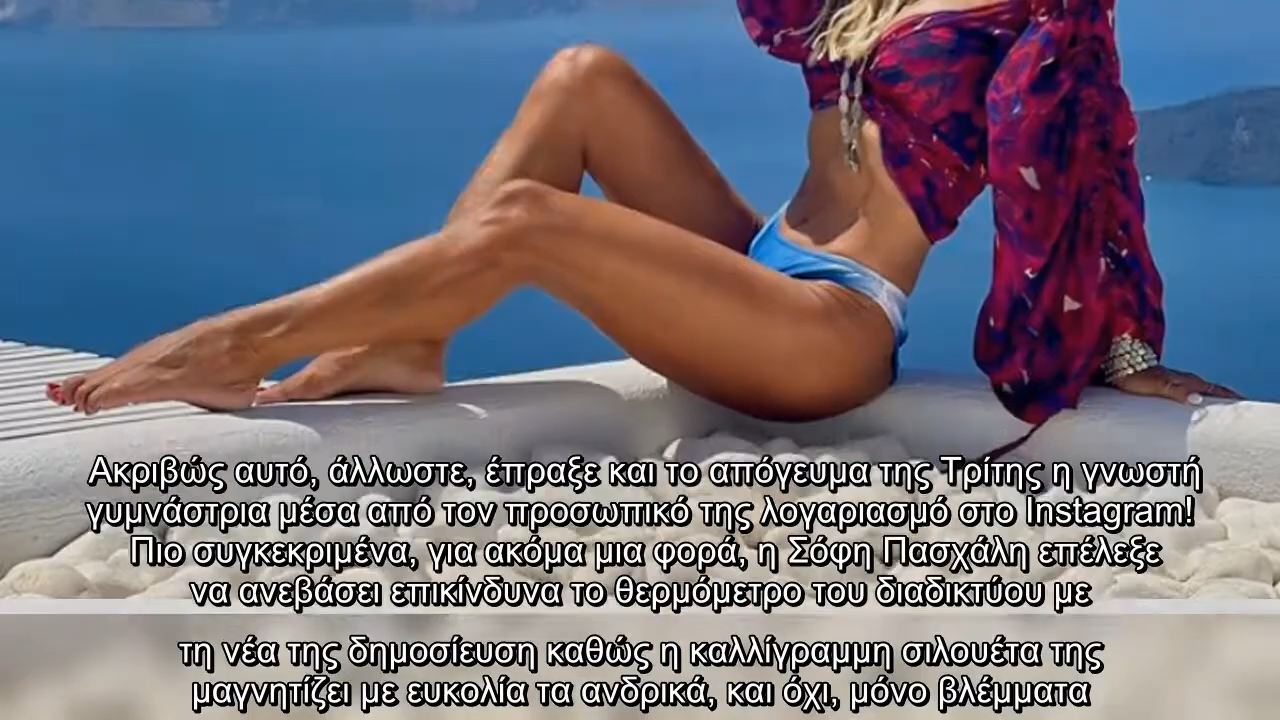 Ακριβώς αυτό, άλλωστε, έπραξε και το απόγευμα της Τρίτης η γνωστή
γυμνάστρια μέσα από τον προσωπικό της λογαριασμό στο Instagram!
Πιο συγκεκριμένα, για ακόμα μια φορά, η Σόφη Πασχάλη επέλεξε
να ανεβάσει επικίνδυνα το θερμόμετρο του διαδικτύου με
τη νέα της δημοσίευση καθώς η καλλίγραμμη σιλουέτα της
μαγνητίζει με ευκολία τα ανδρικά, και όχι, μόνο βλέμματα